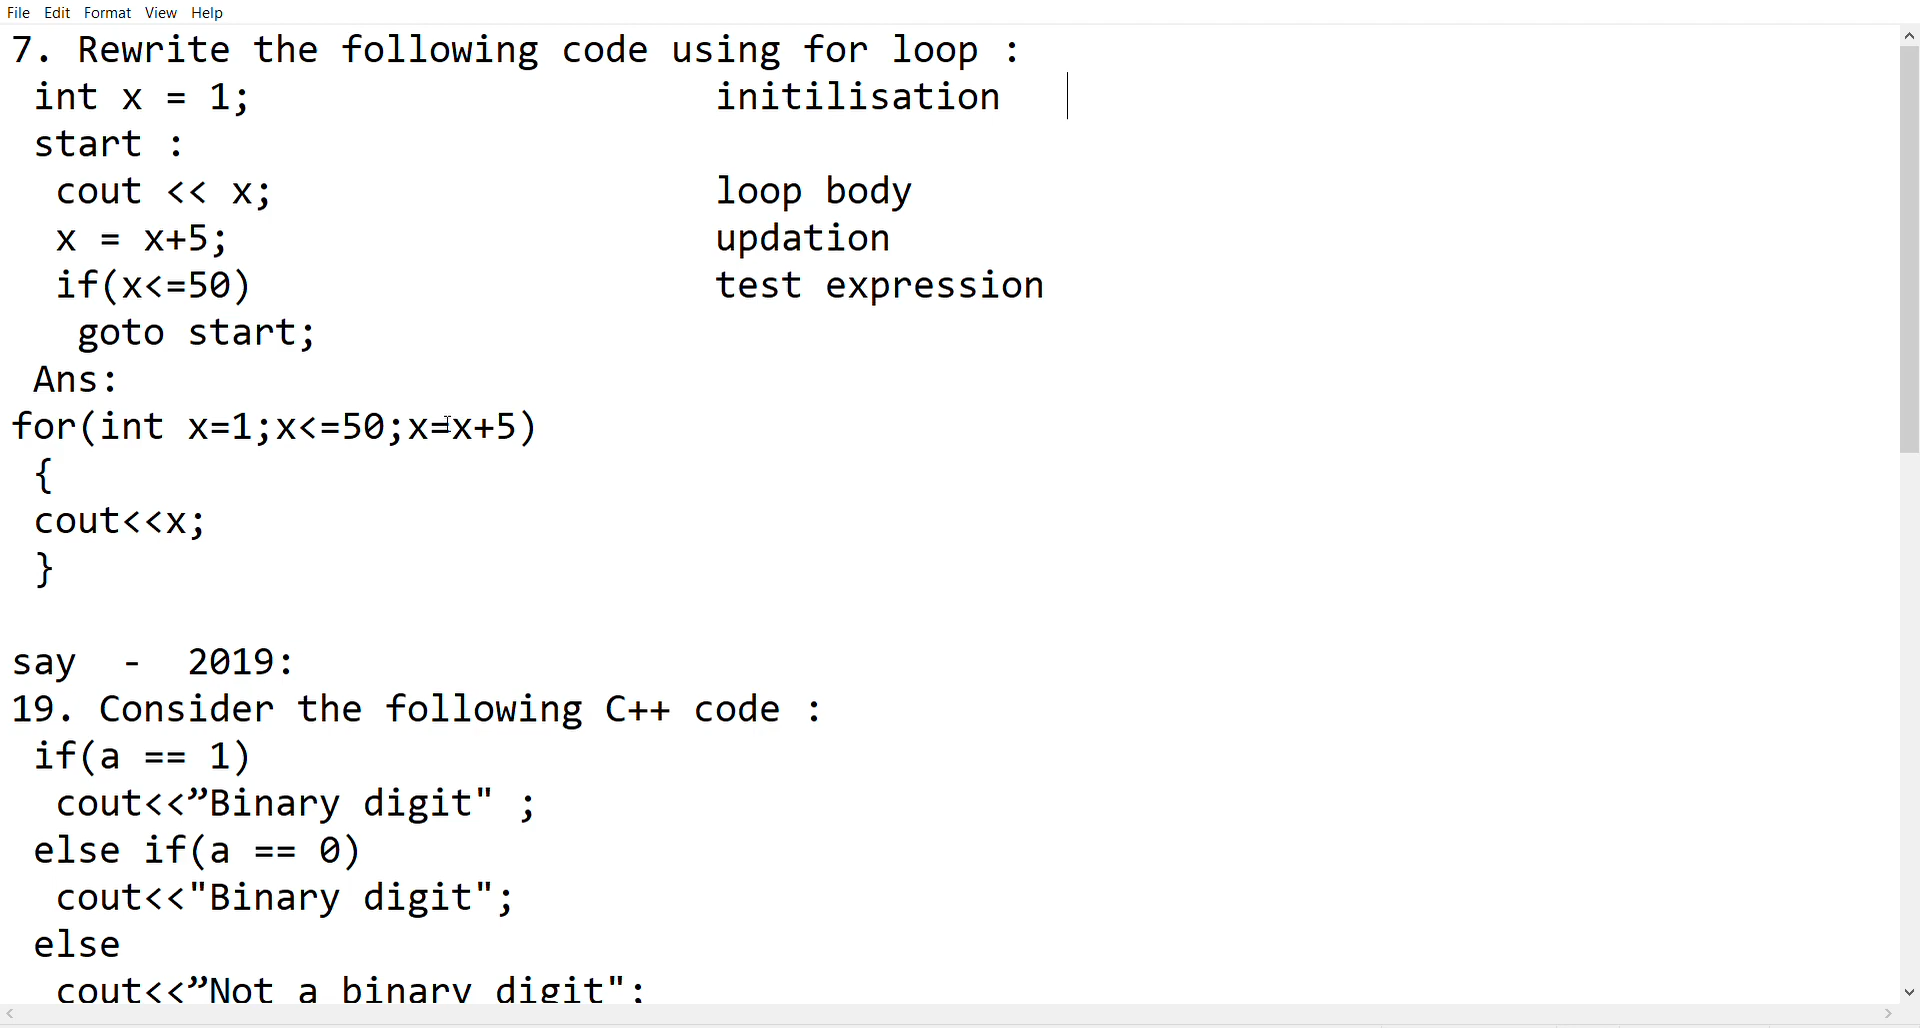 File Edit Format View Help
7. Rewrite the following code using for loop :
int x = 1; initilisation
start :
cout << x; loop body
x = x+5; updation
if(x<=50) test expression
goto start;
Ans:
for(int x=1;x<=50;x=x+5)
{
cout<<x;
}
say - 2019:
19. Consider the following C++ code :
if(a == 1)
cout<<”Binary digit" ;
else if(a == 0)
cout<<"Binary digit";
else
cout<<”Not a binary digit";